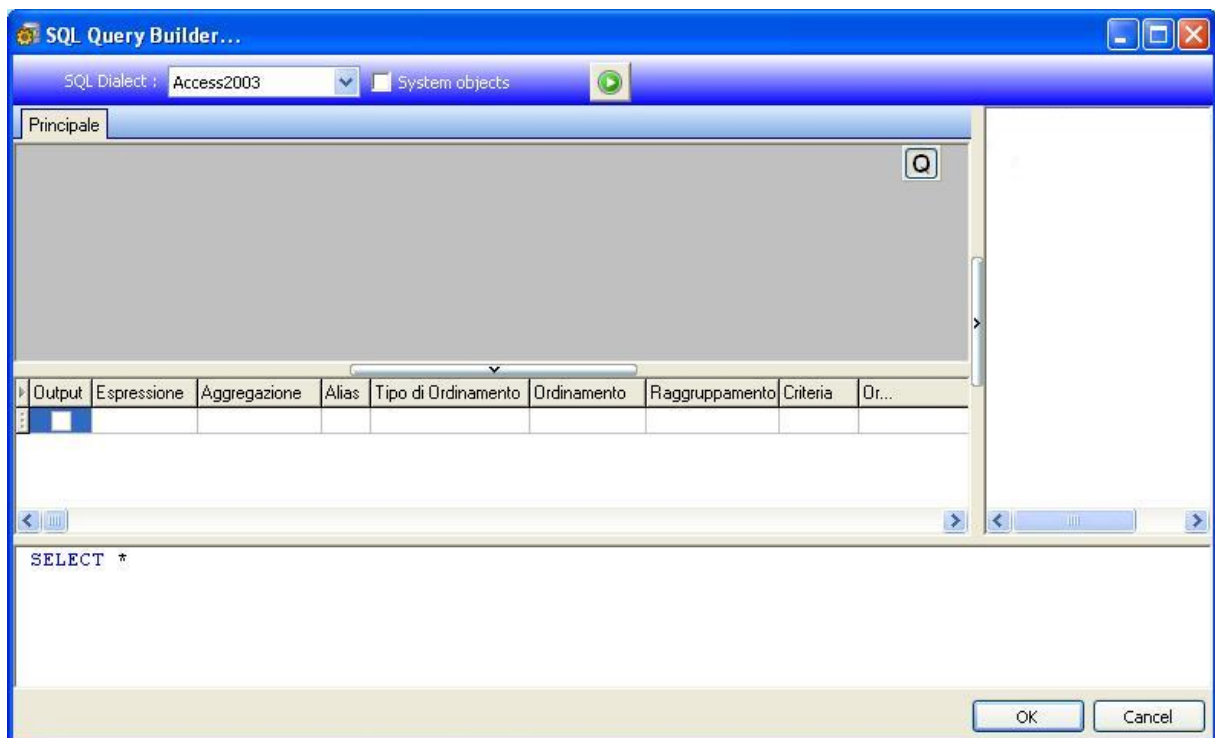 SQL Query Builder...
SQL Dialect : Access2003 System objects
Principale
Q
Output Espressione Aggregazione Alias Tipo di Ordinamento Ordinamento Raggruppamento Criteria Or...
SELECT *
OK Cancel